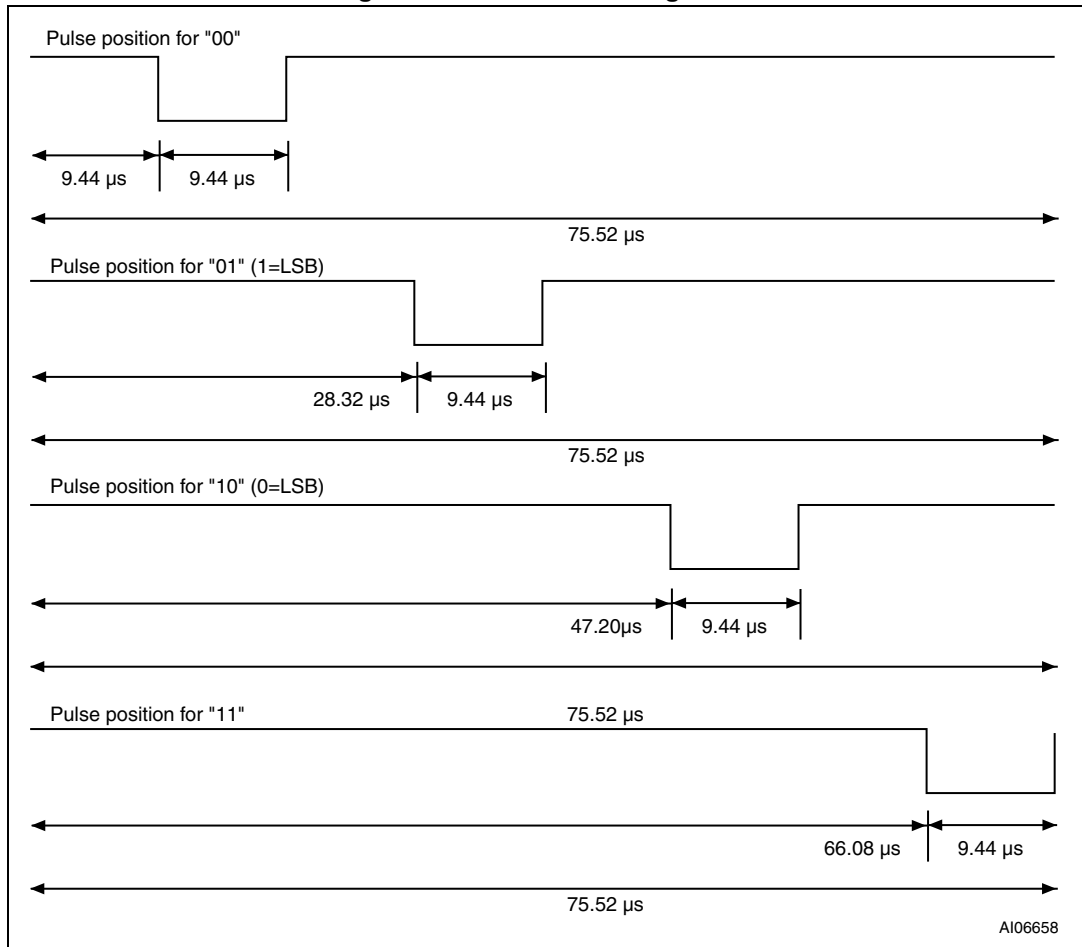 Pulse position for "00"
9.44 µs 9.44 µs
75.52 µs
Pulse position for "01" (1=LSB)
28.32 µs 9.44 µs
75.52 µs
Pulse position for "10" (0=LSB)
47.20µs 9.44 µs
Pulse position for "11" 75.52 µs
66.08 µs 9.44 µs
75.52 µs
AI06658